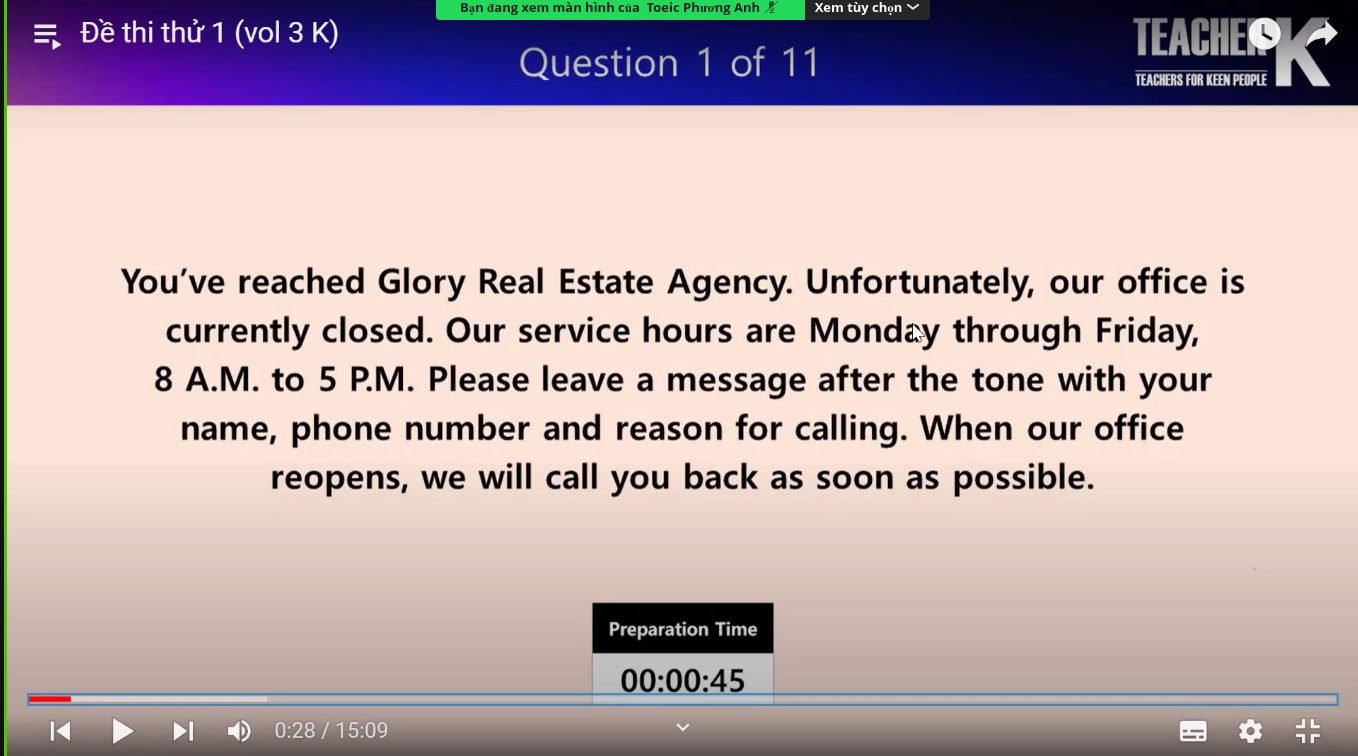 Bạn đang xem màn hình của Toeic Phương Anh
Xem tùy chọn
Đề thi thử 1 (vol 3 K)
Question 1 of 11
TEACHER K
TEACHERS FOR KEEN PEOPLE
You've reached Glory Real Estate Agency. Unfortunately, our office is
currently closed. Our service hours are Monday through Friday,
8 A.M. to 5 P.M. Please leave a message after the tone with your
name, phone number and reason for calling. When our office
reopens, we will call you back as soon as possible.
Preparation Time
00:00:45
0:28 / 15:09